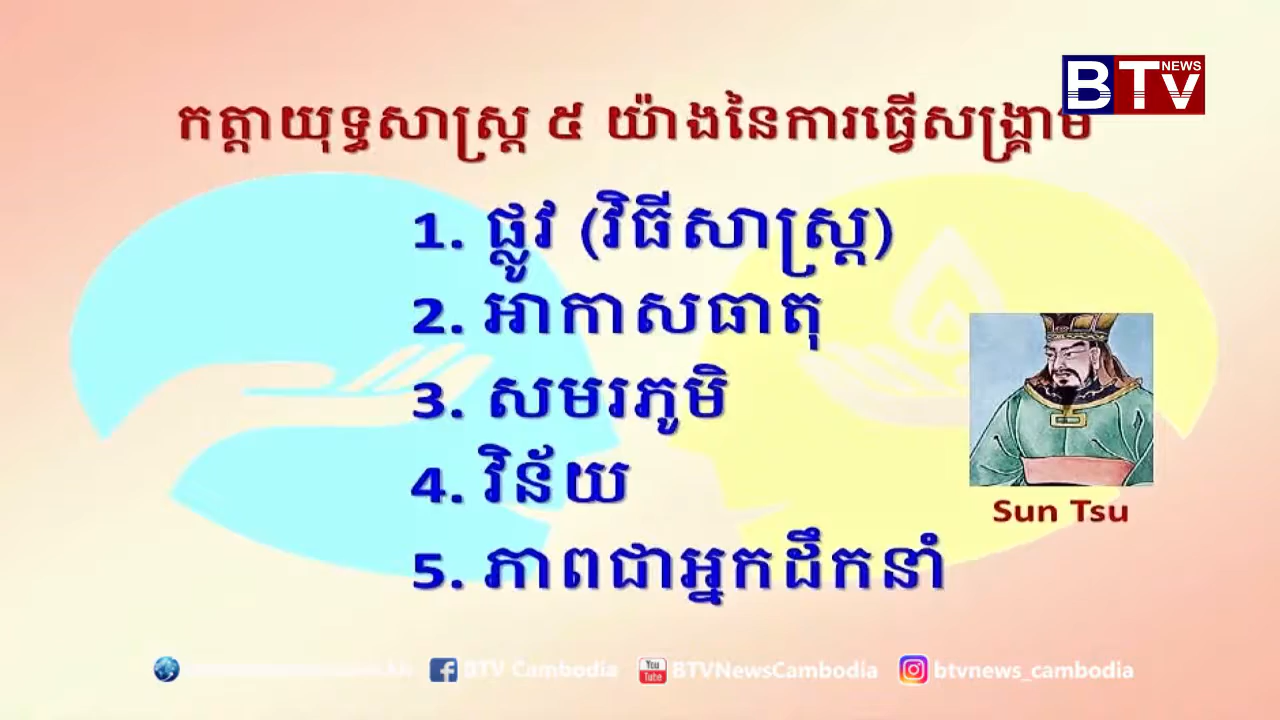 BTV NEWS
កត្តាយុទ្ធសាស្ត្រ ៥ យ៉ាងនៃការធ្វើសង្គ្រាម
1. ផ្លូវ (វិធីសាស្ត្រ)
2. អាកាសធាតុ
3. សមរភូមិ
4. វិន័យ
5. ភាពជាអ្នកដឹកនាំ
Sun Tsu
BTV Cambodia
You Tube BTVNewsCambodia
btvnews_cambodia